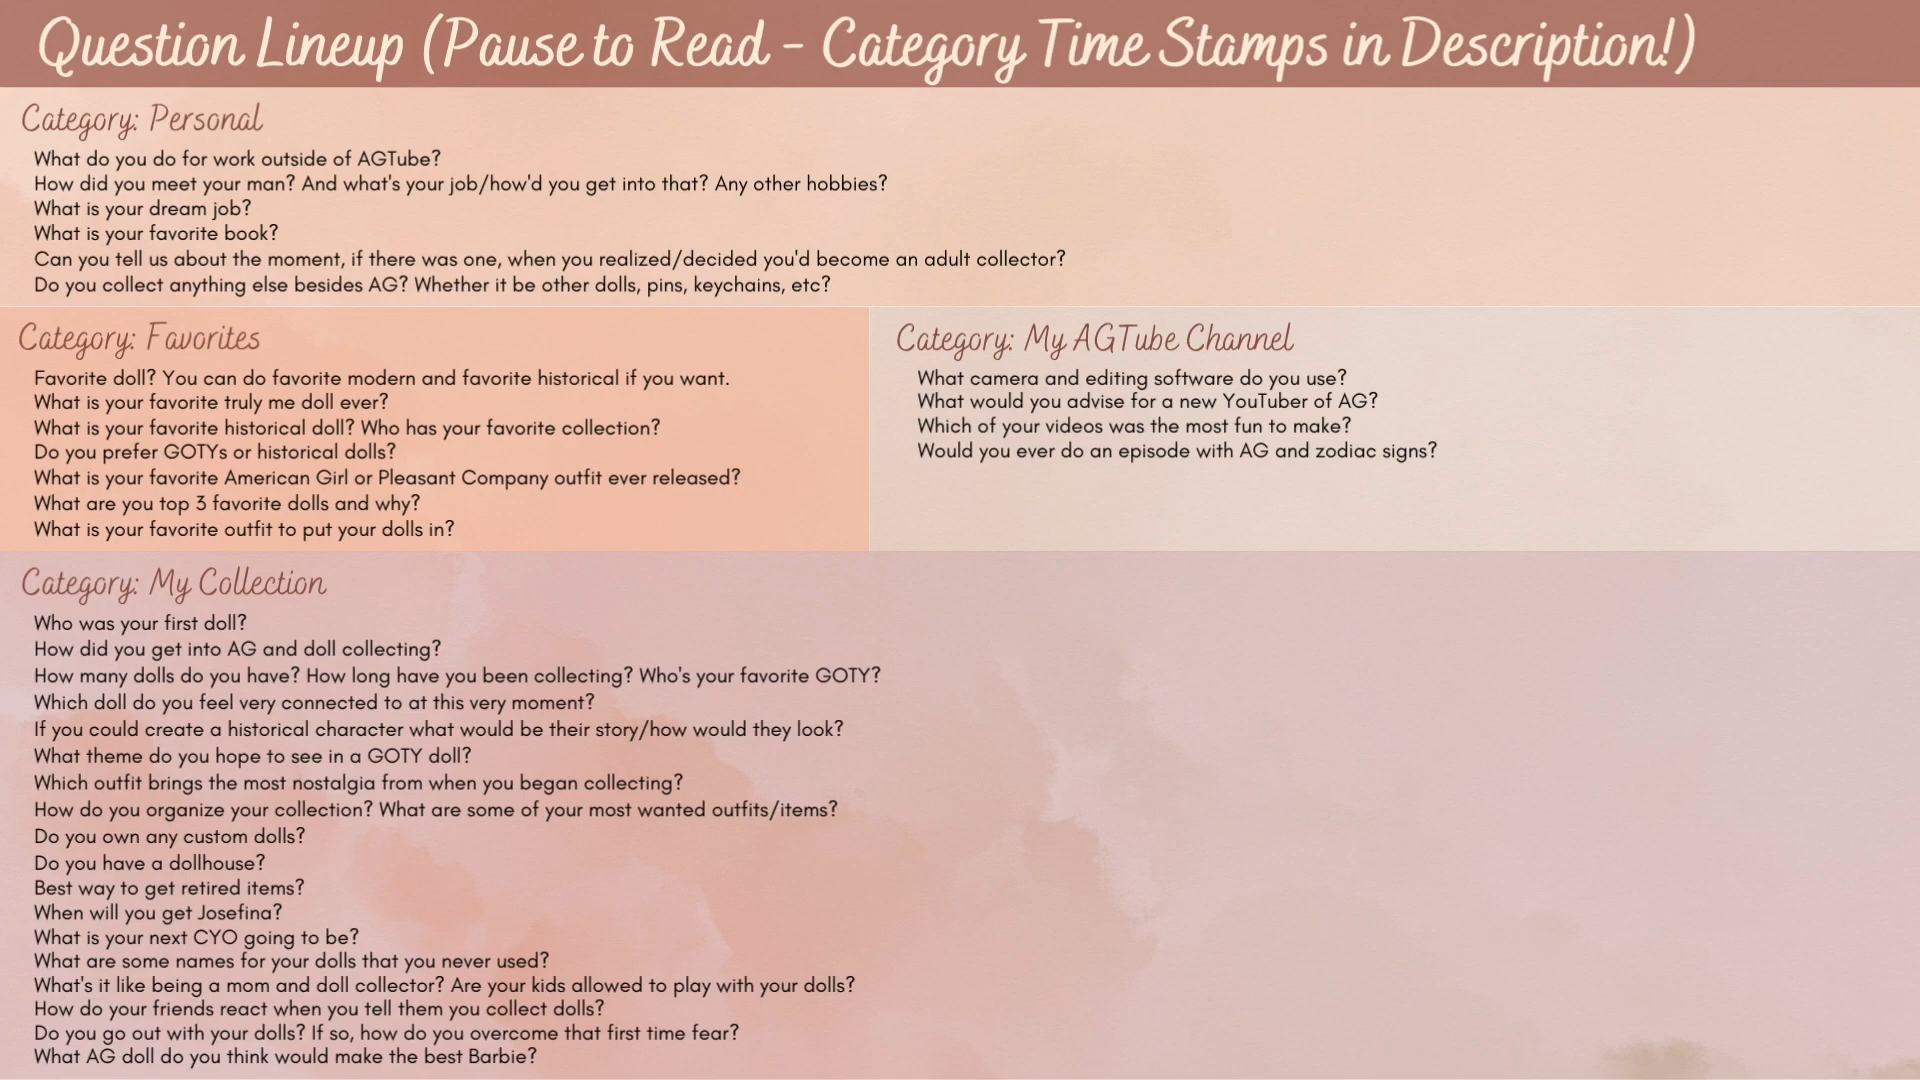 Question Lineup (Pause to Read - Category Time Stamps in Description!)
Category: Personal
What do you do for work outside of AGTube?
How did you meet your man? And what's your job/how'd you get into that? Any other hobbies?
What is your dream job?
What is your favorite book?
Can you tell us about the moment, if there was one, when you realized/decided you'd become an adult collector?
Do you collect anything else besides AG? Whether it be other dolls, pins, keychains, etc?
Category: Favorites
Favorite doll? You can do favorite modern and favorite historical if you want.
What is your favorite truly me doll ever?
What is your favorite historical doll? Who has your favorite collection?
Do you prefer GOTYs or historical dolls?
What is your favorite American Girl or Pleasant Company outfit ever released?
What are you top 3 favorite dolls and why?
What is your favorite outfit to put your dolls in?
Category: My AGTube Channel
What camera and editing software do you use?
What would you advise for a new YouTuber of AG?
Which of your videos was the most fun to make?
Would you ever do an episode with AG and zodiac signs?
Category: My Collection
Who was your first doll?
How did you get into AG and doll collecting?
How many dolls do you have? How long have you been collecting? Who's your favorite GOTY?
Which doll do you feel very connected to at this very moment?
If you could create a historical character what would be their story/how would they look?
What theme do you hope to see in a GOTY doll?
Which outfit brings the most nostalgia from when you began collecting?
How do you organize your collection? What are some of your most wanted outfits/items?
Do you own any custom dolls?
Do you have a dollhouse?
Best way to get retired items?
When will you get Josefina?
What is your next CYO going to be?
What are some names for your dolls that you never used?
What's it like being a mom and doll collector? Are your kids allowed to play with your dolls?
How do your friends react when you tell them you collect dolls?
Do you go out with your dolls? If so, how do you overcome that first time fear?
What AG doll do you think would make the best Barbie?